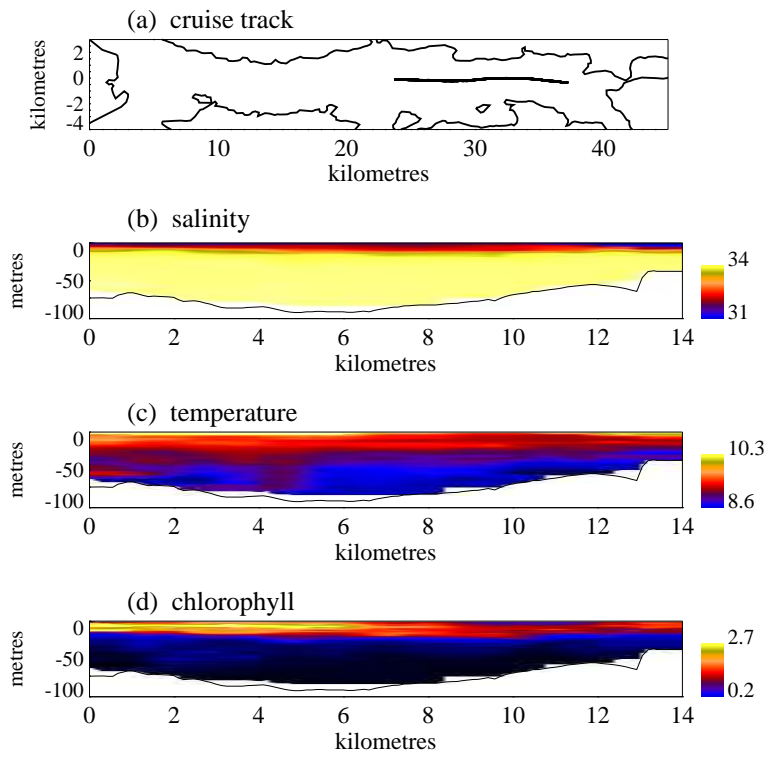 (a) cruise track
kilometres
2
0
-2
-4
0 10 20 30 40
kilometres
(b) salinity
metres
0
-50
-100
34
31
0 2 4 6 8 10 12 14
kilometres
(c) temperature
metres
0
-50
-100
10.3
8.6
0 2 4 6 8 10 12 14
kilometres
(d) chlorophyll
metres
0
-50
-100
2.7
0.2
0 2 4 6 8 10 12 14
kilometres